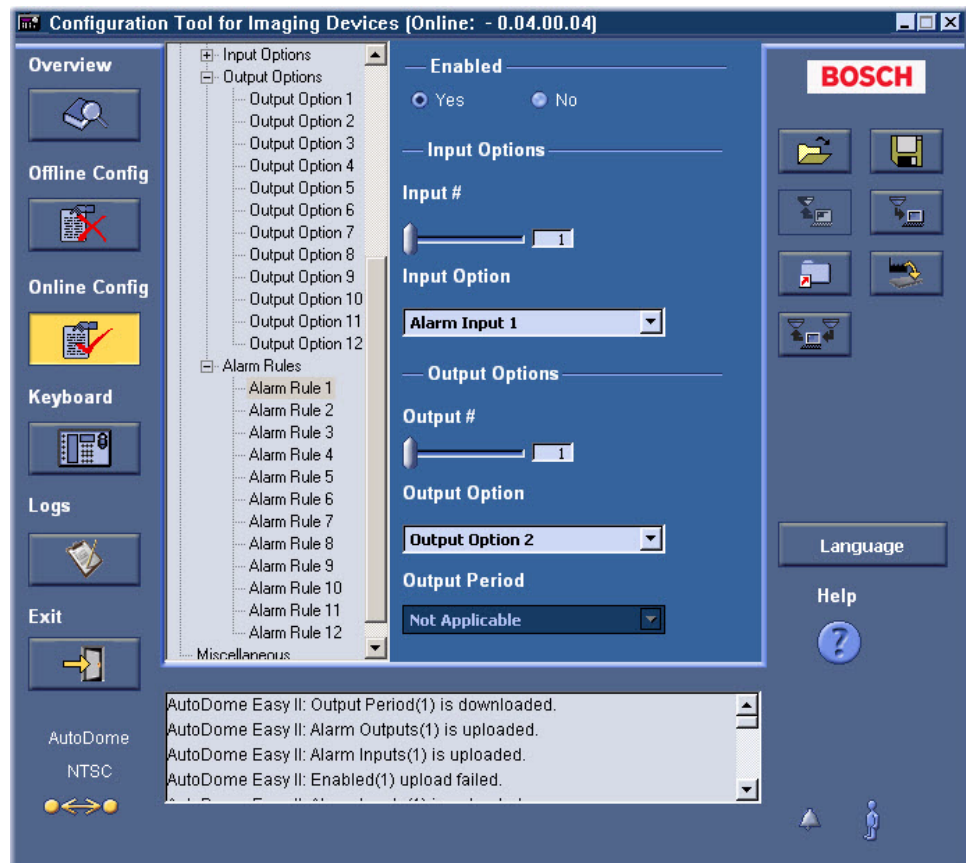 Configuration Tool for Imaging Devices (Online:  - 0.04.00.04)
Overview
Offline Config
Online Config
Keyboard
Logs
Exit
AutoDome
NTSC
Input Options
Output Options
Output Option 1
Output Option 2
Output Option 3
Output Option 4
Output Option 5
Output Option 6
Output Option 7
Output Option 8
Output Option 9
Output Option 10
Output Option 11
Output Option 12
Alarm Rules
Alarm Rule 1
Alarm Rule 2
Alarm Rule 3
Alarm Rule 4
Alarm Rule 5
Alarm Rule 6
Alarm Rule 7
Alarm Rule 8
Alarm Rule 9
Alarm Rule 10
Alarm Rule 11
Alarm Rule 12
Miscellaneous
Enabled
Yes No
Input Options
Input #
1
Input Option
Alarm Input 1
Output Options
Output #
1
Output Option
Output Option 2
Output Period
Not Applicable
BOSCH
Language
Help
?
AutoDome Easy II: Output Period(1) is downloaded.
AutoDome Easy II: Alarm Outputs(1) is uploaded.
AutoDome Easy II: Alarm Inputs(1) is uploaded.
AutoDome Easy II: Enabled(1) upload failed.